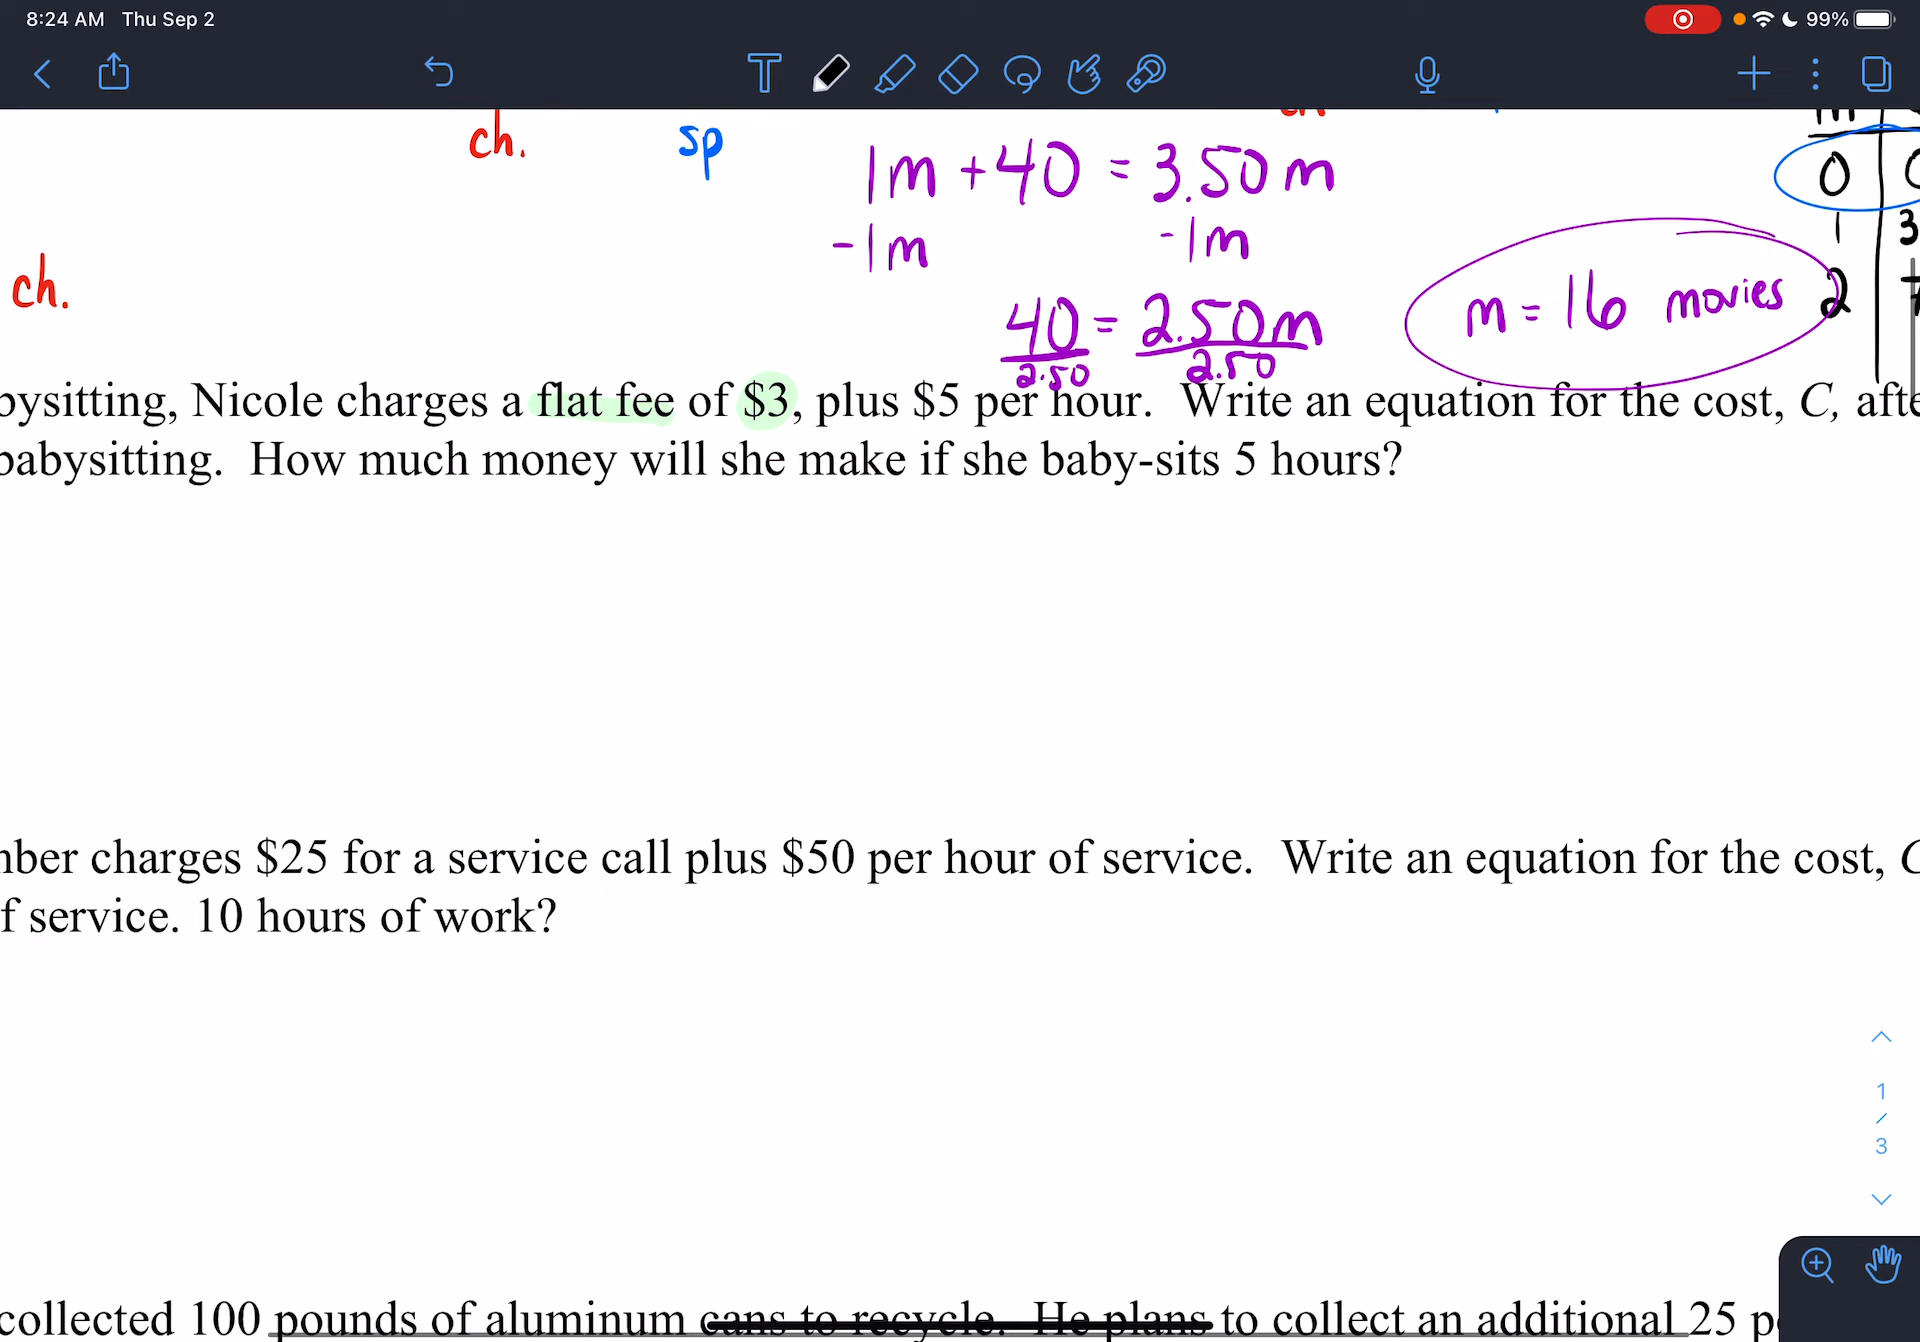 8:24 AM Thu Sep 2
99%
ch.
sp
1m + 40 = 3.50m
-1m -1m
0
1 3
2
ch.
40 = 2.50m
2.50 2.50
m = 16 movies
Nicole charges a flat fee of $3, plus $5 per hour. Write an equation for the cost, C,
How much money will she make if she baby-sits 5 hours?
charges $25 for a service call plus $50 per hour of service. Write an equation for the cost,
service. 10 hours of work?
1
/
3
collected 100 pounds of aluminum cans to recycle. He plans to collect an additional 25